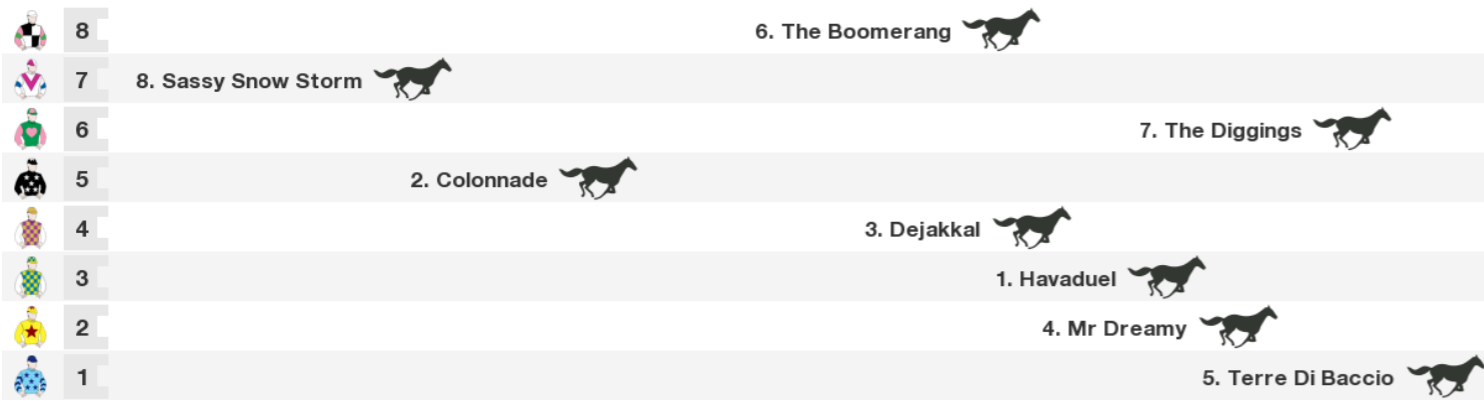 8 6. The Boomerang
7 8. Sassy Snow Storm
6 7. The Diggings
5 2. Colonnade
4 3. Dejakkal
3 1. Havaduel
2 4. Mr Dreamy
1 5. Terre Di Baccio